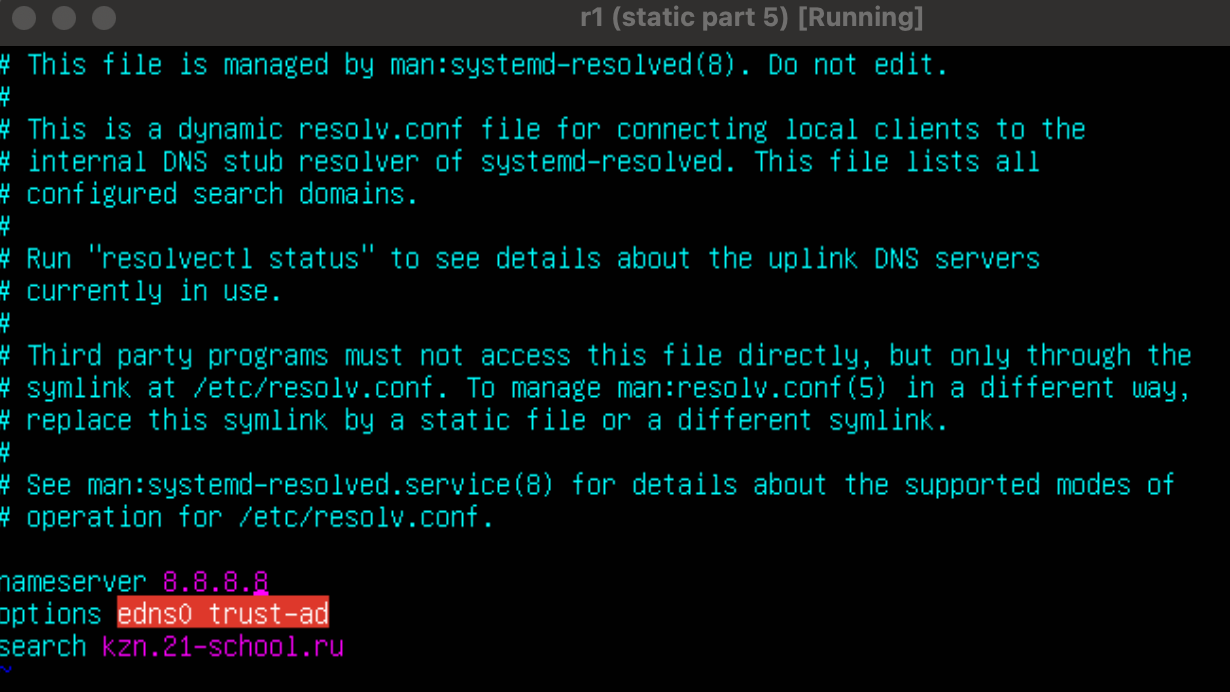 r1 (static part 5) [Running]
# This file is managed by man:systemd-resolved(8). Do not edit.
#
# This is a dynamic resolv.conf file for connecting local clients to the
# internal DNS stub resolver of systemd-resolved. This file lists all
# configured search domains.
#
# Run "resolvectl status" to see details about the uplink DNS servers
# currently in use.
#
# Third party programs must not access this file directly, but only through the
# symlink at /etc/resolv.conf. To manage man:resolv.conf(5) in a different way,
# replace this symlink by a static file or a different symlink.
#
# See man:systemd-resolved.service(8) for details about the supported modes of
# operation for /etc/resolv.conf.

nameserver 8.8.8.8
options edns0 trust-ad
search kzn.21-school.ru
~